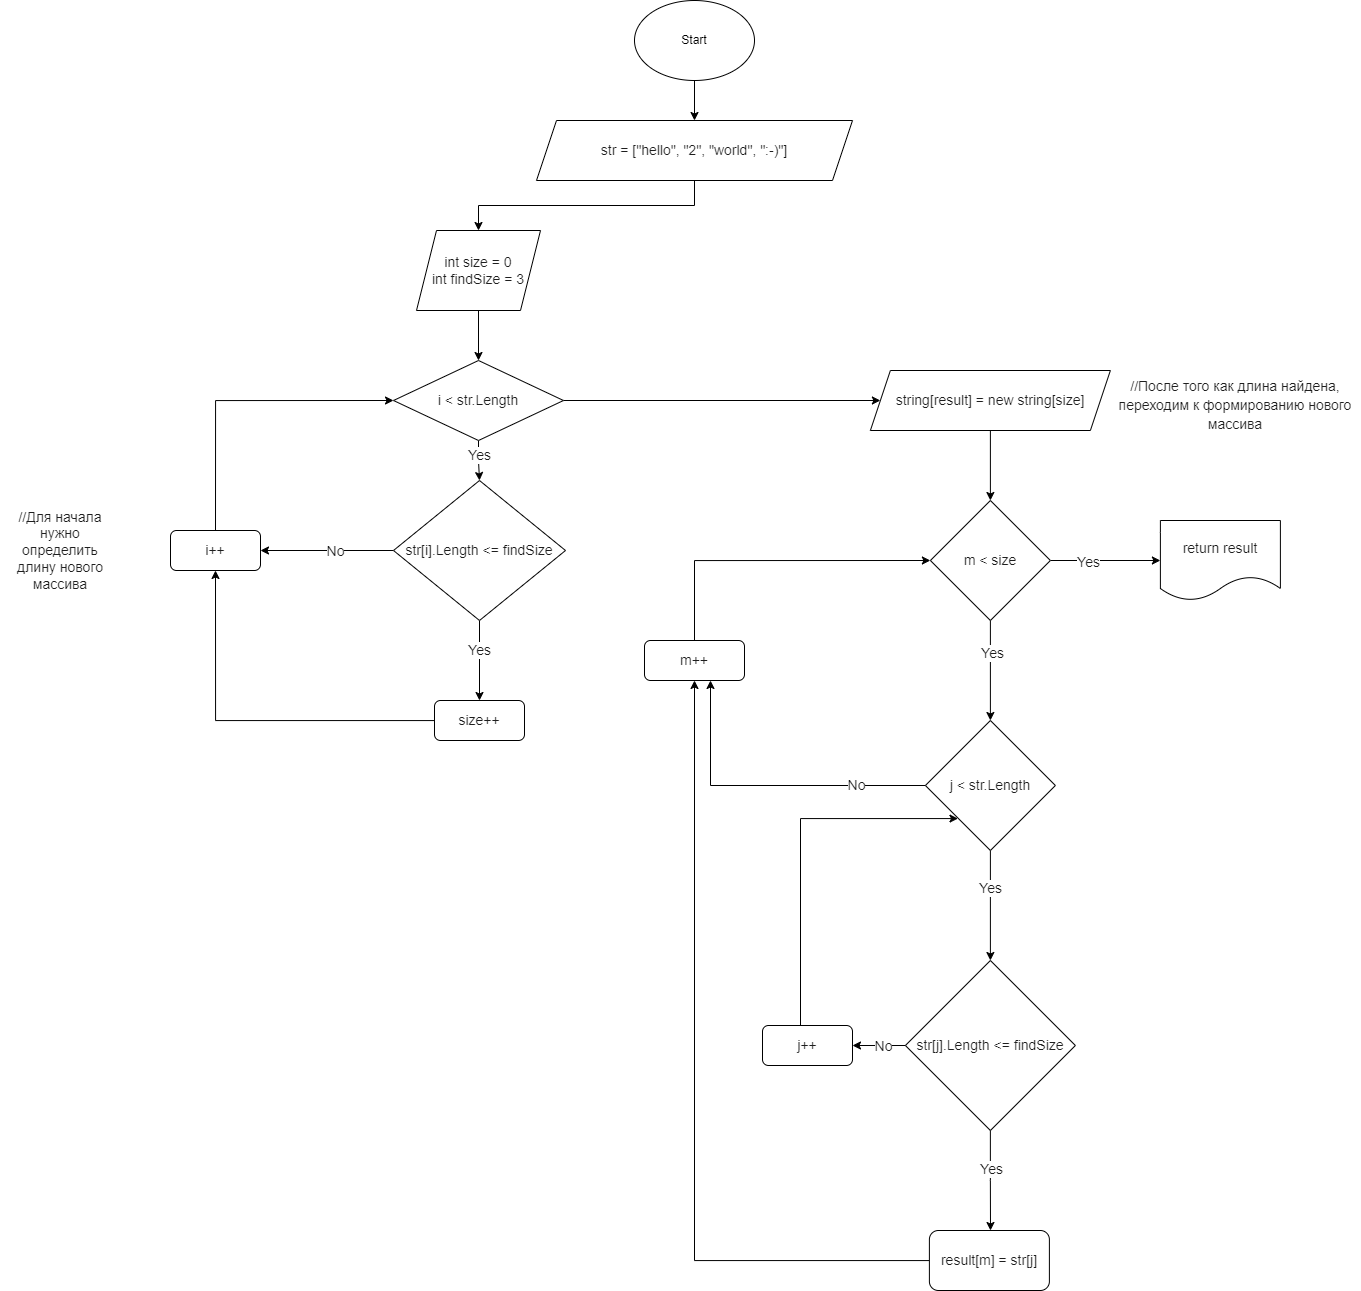 Start
str = ["hello", "2", "world", ":-)"]
int size = 0
int findSize = 3
i < str.Length
string[result] = new string[size]
//После того как длина найдена,
переходим к формированию нового
массива
Yes
//Для начала
нужно
определить
длину нового
массива
i++
No
str[i].Length <= findSize
m < size
Yes
return result
Yes
size++
Yes
m++
No
j < str.Length
Yes
j++
No
str[j].Length <= findSize
Yes
result[m] = str[j]